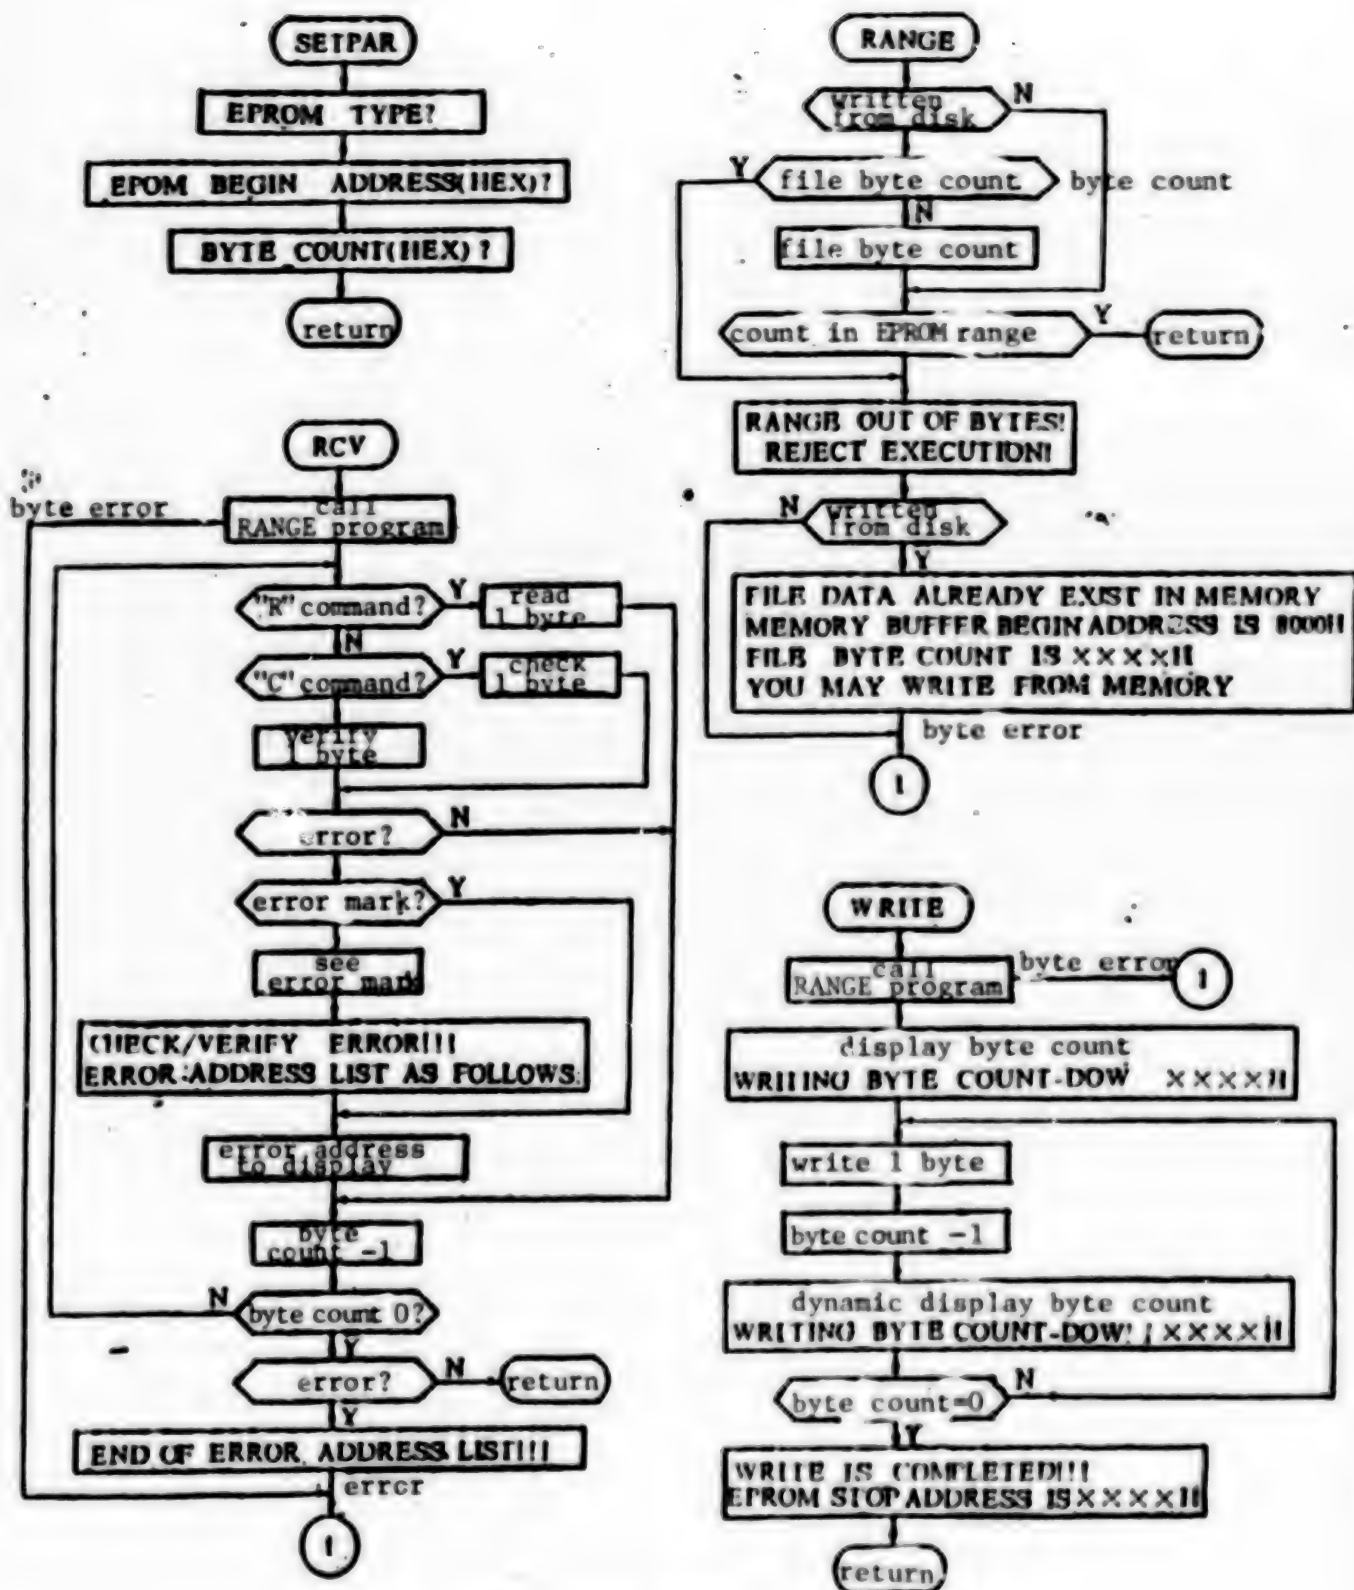 SETPAR
EPROM TYPE?
EPOM BEGIN ADDRESS(HEX)?
BYTE COUNT(HEX) ?
return
RANGE
written
from disk
N
Y
file byte count
byte count
N
file byte count
count in EPROM range
Y
return
RANGE OUT OF BYTES!
REJECT EXECUTION!
N
written
from disk
Y
FILE DATA ALREADY EXIST IN MEMORY
MEMORY BUFFER BEGIN ADDRESS IS 8000H
FILE BYTE COUNT IS ××××H
YOU MAY WRITE FROM MEMORY
byte error
1
RCV
byte error
call
RANGE program
"R" command?
Y
read
1 byte
N
"C" command?
Y
check
1 byte
verify
1 byte
error?
N
error mark?
Y
see
error mark
CHECK/VERIFY ERROR!!!
ERROR ADDRESS LIST AS FOLLOWS:
error address
to display
byte
count -1
N
byte count 0?
Y
error?
N
return
Y
END OF ERROR ADDRESS LIST!!!
error
1
WRITE
call
RANGE program
byte error
1
display byte count
WRITING BYTE COUNT-DOW ××××H
write 1 byte
byte count -1
dynamic display byte count
WRITING BYTE COUNT-DOW! ××××H
byte count=0
N
Y
WRITE IS COMPLETED!!!
EPROM STOP ADDRESS IS ××××H
return